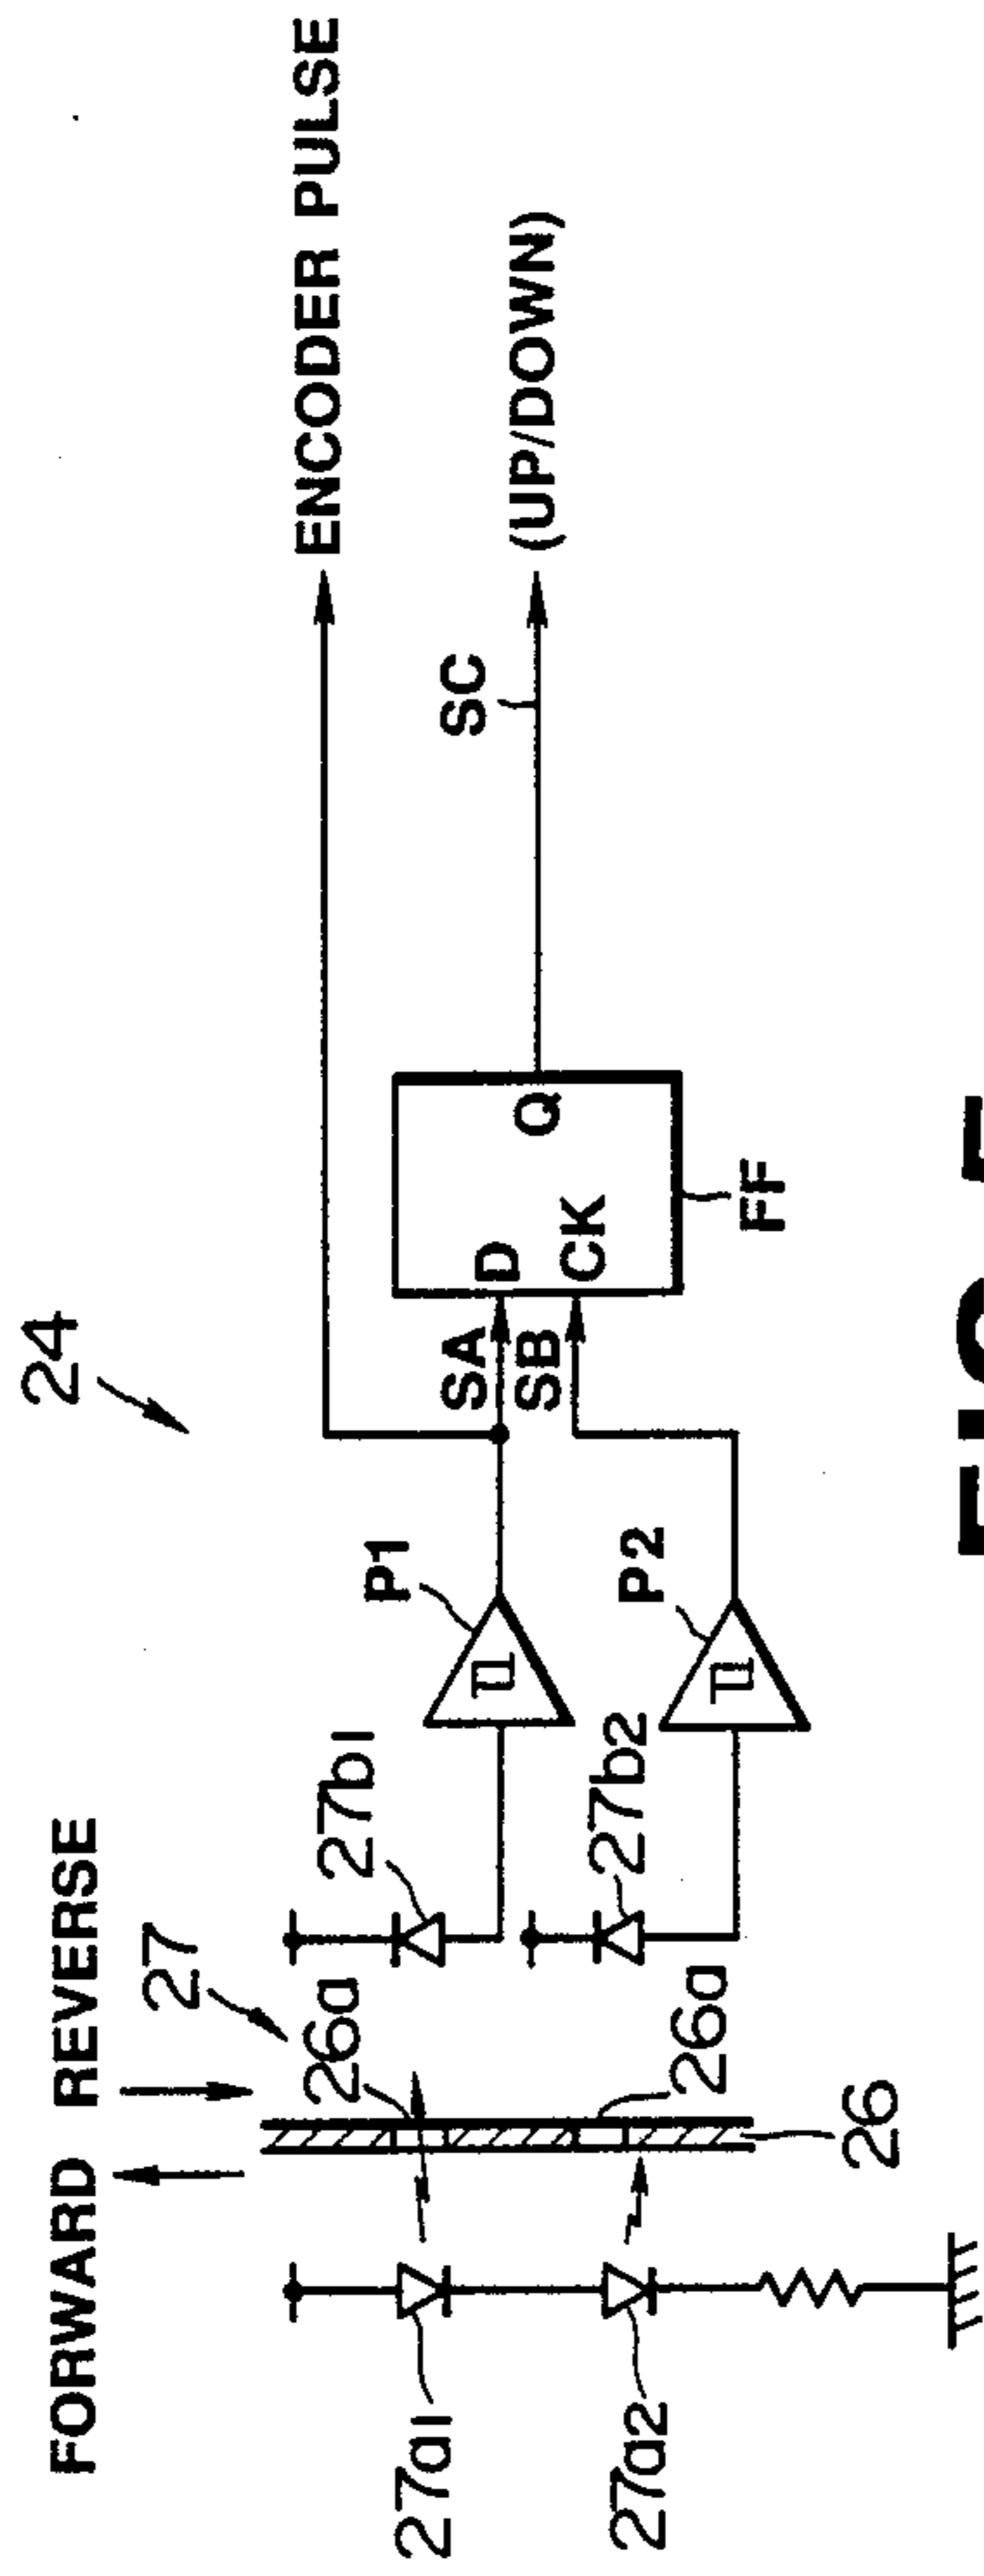 24
FORWARD REVERSE
27
ENCODER PULSE
26a
27b1
P1
27a1
SA
D
SC
SB
Q
(UP/DOWN)
CK
26a
27b2
P2
27a2
FF
26